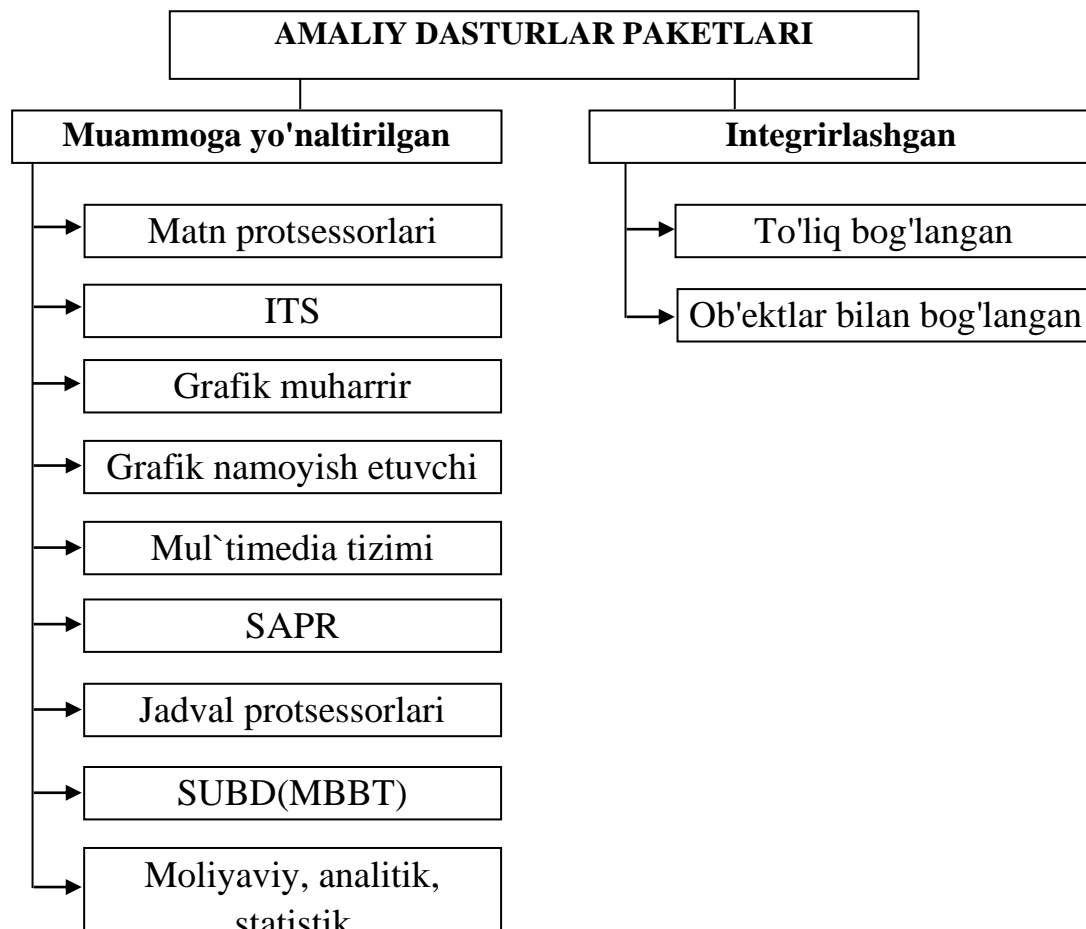 AMALIY DASTURLAR PAKETLARI
Muammoga yo'naltirilgan
Matn protsessorlari
ITS
Grafik muharrir
Grafik namoyish etuvchi
Mul`timedia tizimi
SAPR
Jadval protsessorlari
SUBD(MBBT)
Moliyaviy, analitik,
statistik
Integrirlashgan
To'liq bog'langan
Ob'ektlar bilan bog'langan